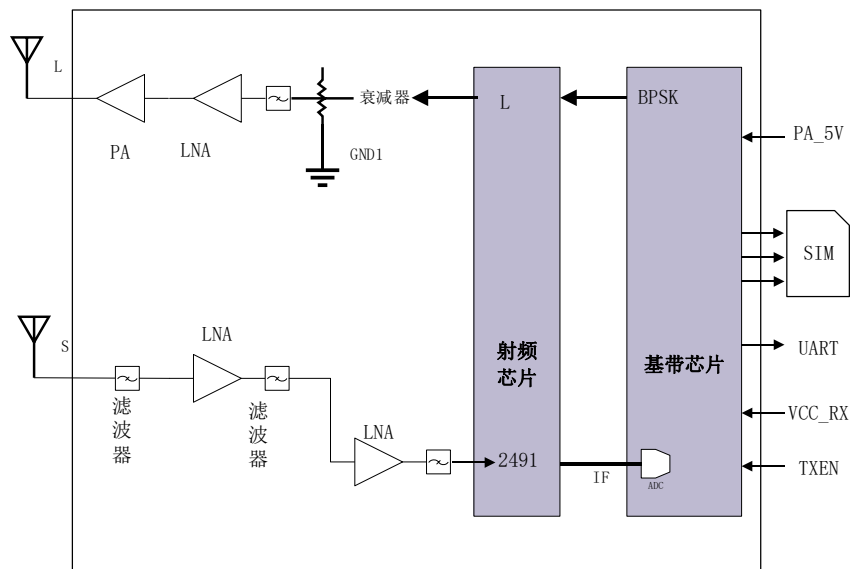 L
衰减器
L
BPSK
PA
LNA
GND1
PA_5V
SIM
S
LNA
射频
芯片
基带芯片
UART
滤波器
滤波器
LNA
VCC_RX
2491
IF
ADC
TXEN